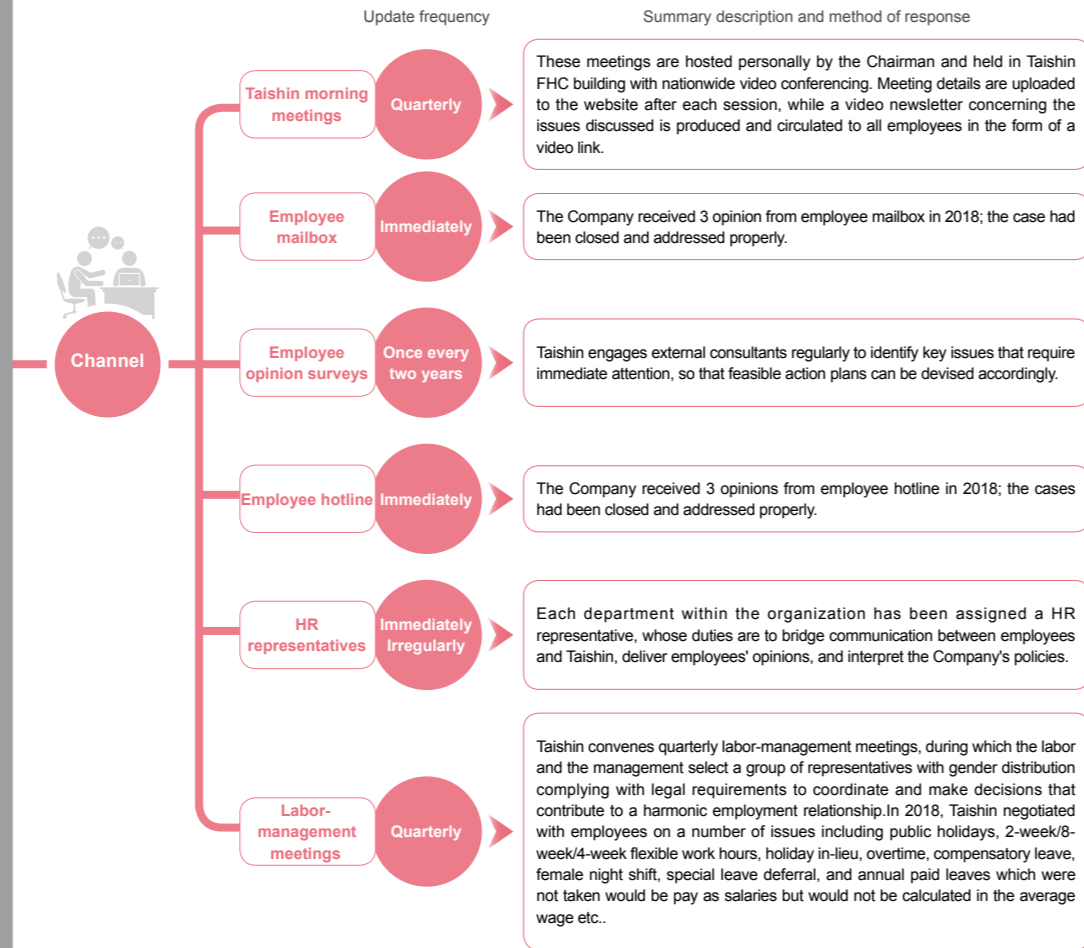 Update frequency
Summary description and method of response
Channel
Taishin morning
meetings
Quarterly
These meetings are hosted personally by the Chairman and held in Taishin
FHC building with nationwide video conferencing. Meeting details are uploaded
to the website after each session, while a video newsletter concerning the
issues discussed is produced and circulated to all employees in the form of a
video link.
Employee
mailbox
Immediately
The Company received 3 opinion from employee mailbox in 2018; the case had
been closed and addressed properly.
Employee
opinion surveys
Once every
two years
Taishin engages external consultants regularly to identify key issues that require
immediate attention, so that feasible action plans can be devised accordingly.
Employee hotline
Immediately
The Company received 3 opinions from employee hotline in 2018; the cases
had been closed and addressed properly.
HR
representatives
Immediately
Irregularly
Each department within the organization has been assigned a HR
representative, whose duties are to bridge communication between employees
and Taishin, deliver employees' opinions, and interpret the Company's policies.
Labor-
management
meetings
Quarterly
Taishin convenes quarterly labor-management meetings, during which the labor
and the management select a group of representatives with gender distribution
complying with legal requirements to coordinate and make decisions that
contribute to a harmonic employment relationship.In 2018, Taishin negotiated
with employees on a number of issues including public holidays, 2-week/8-
week/4-week flexible work hours, holiday in-lieu, overtime, compensatory leave,
female night shift, special leave deferral, and annual paid leaves which were
not taken would be pay as salaries but would not be calculated in the average
wage etc..